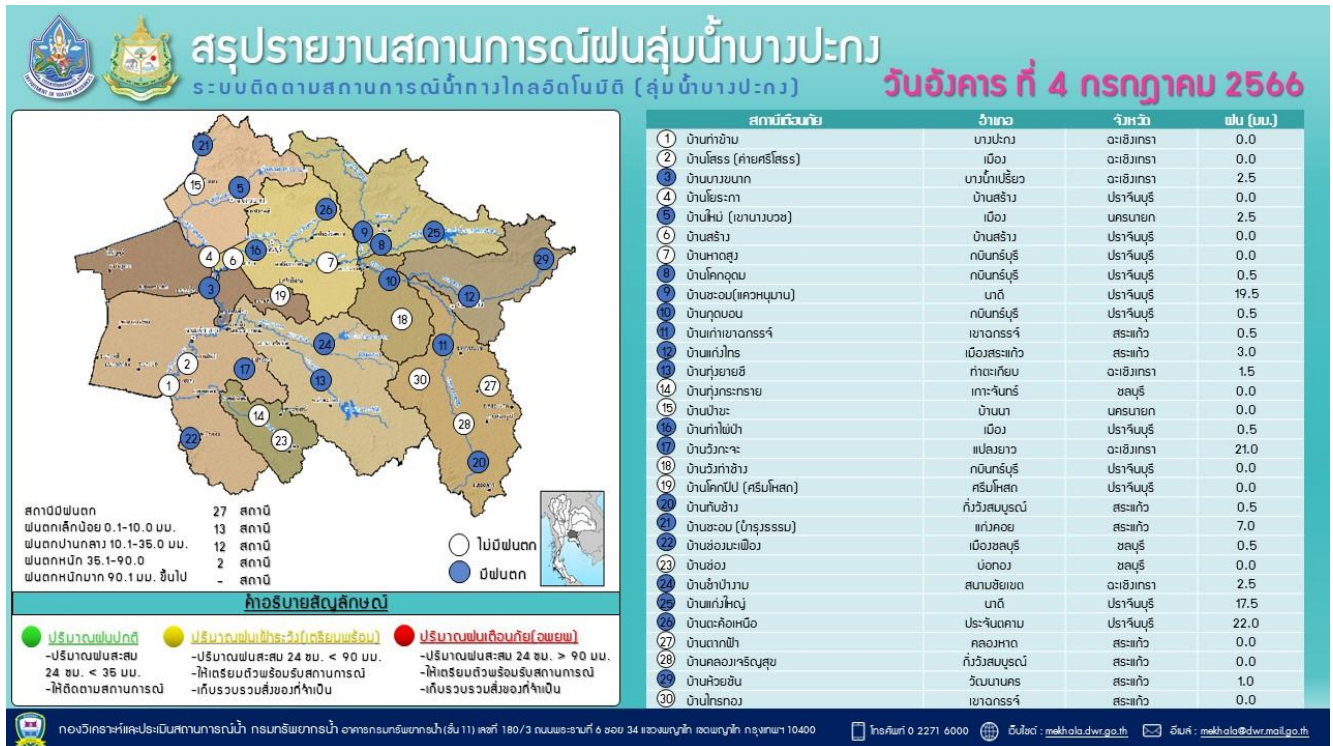 สรุปรายงานสถานการณ์ฝนลุ่มน้ำบางปะกง
ระบบติดตามสถานการณ์น้ำทางไกลอัตโนมัติ (ลุ่มน้ำบางปะกง)
วันอังคาร ที่ 4 กรกฎาคม 2566
สถานีเตือนภัย อำเภอ จังหวัด ฝน (มม.)
1 บ้านท่าข้าม บางปะกง ฉะเชิงเทรา 0.0
2 บ้านโสธร (ค่ายศรีโสธร) เมือง ฉะเชิงเทรา 0.0
3 บ้านบางขนาก บางน้ำเปรี้ยว ฉะเชิงเทรา 2.5
4 บ้านโยธะกา บ้านสร้าง ปราจีนบุรี 0.0
5 บ้านใหม่ (เขานางบวช) เมือง นครนายก 2.5
6 บ้านสร้าง บ้านสร้าง ปราจีนบุรี 0.0
7 บ้านหาดสูง กบินทร์บุรี ปราจีนบุรี 0.0
8 บ้านโคกอุดม กบินทร์บุรี ปราจีนบุรี 0.5
9 บ้านชะอม(แควหนุมาน) นาดี ปราจีนบุรี 19.5
10 บ้านกุดบอน กบินทร์บุรี ปราจีนบุรี 0.5
11 บ้านเก่าเขาฉกรรจ์ เขาฉกรรจ์ สระแก้ว 0.5
12 บ้านแก่งไทร เมืองสระแก้ว สระแก้ว 3.0
13 บ้านทุ่งยายชี ท่าตะเกียบ ฉะเชิงเทรา 1.5
14 บ้านทุ่งกระทราย เกาะจันทร์ ชลบุรี 0.0
15 บ้านป่าขะ บ้านนา นครนายก 0.0
16 บ้านท่าไผ่ป่า เมือง ปราจีนบุรี 0.5
17 บ้านวังกะจะ แปลงยาว ฉะเชิงเทรา 21.0
18 บ้านวังท่าช้าง กบินทร์บุรี ปราจีนบุรี 0.0
19 บ้านโคกปีป (ศรีมโหสถ) ศรีมโหสถ ปราจีนบุรี 0.0
20 บ้านทับช้าง กิ่งวังสมบูรณ์ สระแก้ว 0.5
21 บ้านชะอม (บำรุงธรรม) แก่งคอย สระแก้ว 7.0
22 บ้านช่องมะเฟือง เมืองชลบุรี ชลบุรี 0.5
23 บ้านช่อง บ่อทอง ชลบุรี 0.0
24 บ้านชำป่างาม สนามชัยเขต ฉะเชิงเทรา 2.5
25 บ้านแก่งใหญ่ นาดี ปราจีนบุรี 17.5
26 บ้านตะค้อเหนือ ประจันตคาม ปราจีนบุรี 22.0
27 บ้านตากฟ้า คลองหาด สระแก้ว 0.0
28 บ้านคลองเจริญสุข กิ่งวังสมบูรณ์ สระแก้ว 0.0
29 บ้านห้วยชัน วัฒนานคร สระแก้ว 1.0
30 บ้านไทรทอง เขาฉกรรจ์ สระแก้ว 0.0
21
15
5
26
9
8
25
29
4
6
16
7
3
10
12
19
18
24
11
2
17
13
30
27
1
14
28
22
23
20
สถานีมีฝนตก 27 สถานี
ฝนตกเล็กน้อย 0.1-10.0 มม. 13 สถานี
ฝนตกปานกลาง 10.1-35.0 มม. 12 สถานี
ฝนตกหนัก 35.1-90.0 2 สถานี
ฝนตกหนักมาก 90.1 มม. ขึ้นไป - สถานี
ไม่มีฝนตก
มีฝนตก
คำอธิบายสัญลักษณ์
ปริมาณฝนปกติ
-ปริมาณฝนสะสม
24 ชม. < 35 มม.
-ให้ติดตามสถานการณ์
ปริมาณฝนเฝ้าระวัง(เตรียมพร้อม)
-ปริมาณฝนสะสม 24 ชม. < 90 มม.
-ให้เตรียมตัวพร้อมรับสถานการณ์
-เก็บรวบรวมสิ่งของที่จำเป็น
ปริมาณฝนเตือนภัย(อพยพ)
-ปริมาณฝนสะสม 24 ชม. > 90 มม.
-ให้เตรียมตัวพร้อมรับสถานการณ์
-เก็บรวบรวมสิ่งของที่จำเป็น
กองวิเคราะห์และประเมินสถานการณ์น้ำ กรมทรัพยากรน้ำ อาคารกรมทรัพยากรน้ำ (ชั้น 11) เลขที่ 180/3 ถนนพระรามที่ 6 ซอย 34 แขวงพญาไท เขตพญาไท กรุงเทพฯ 10400
โทรศัพท์ 0 2271 6000
เว็บไซต์ : mekhala.dwr.go.th
อีเมล์ : mekhala@dwr.mail.go.th